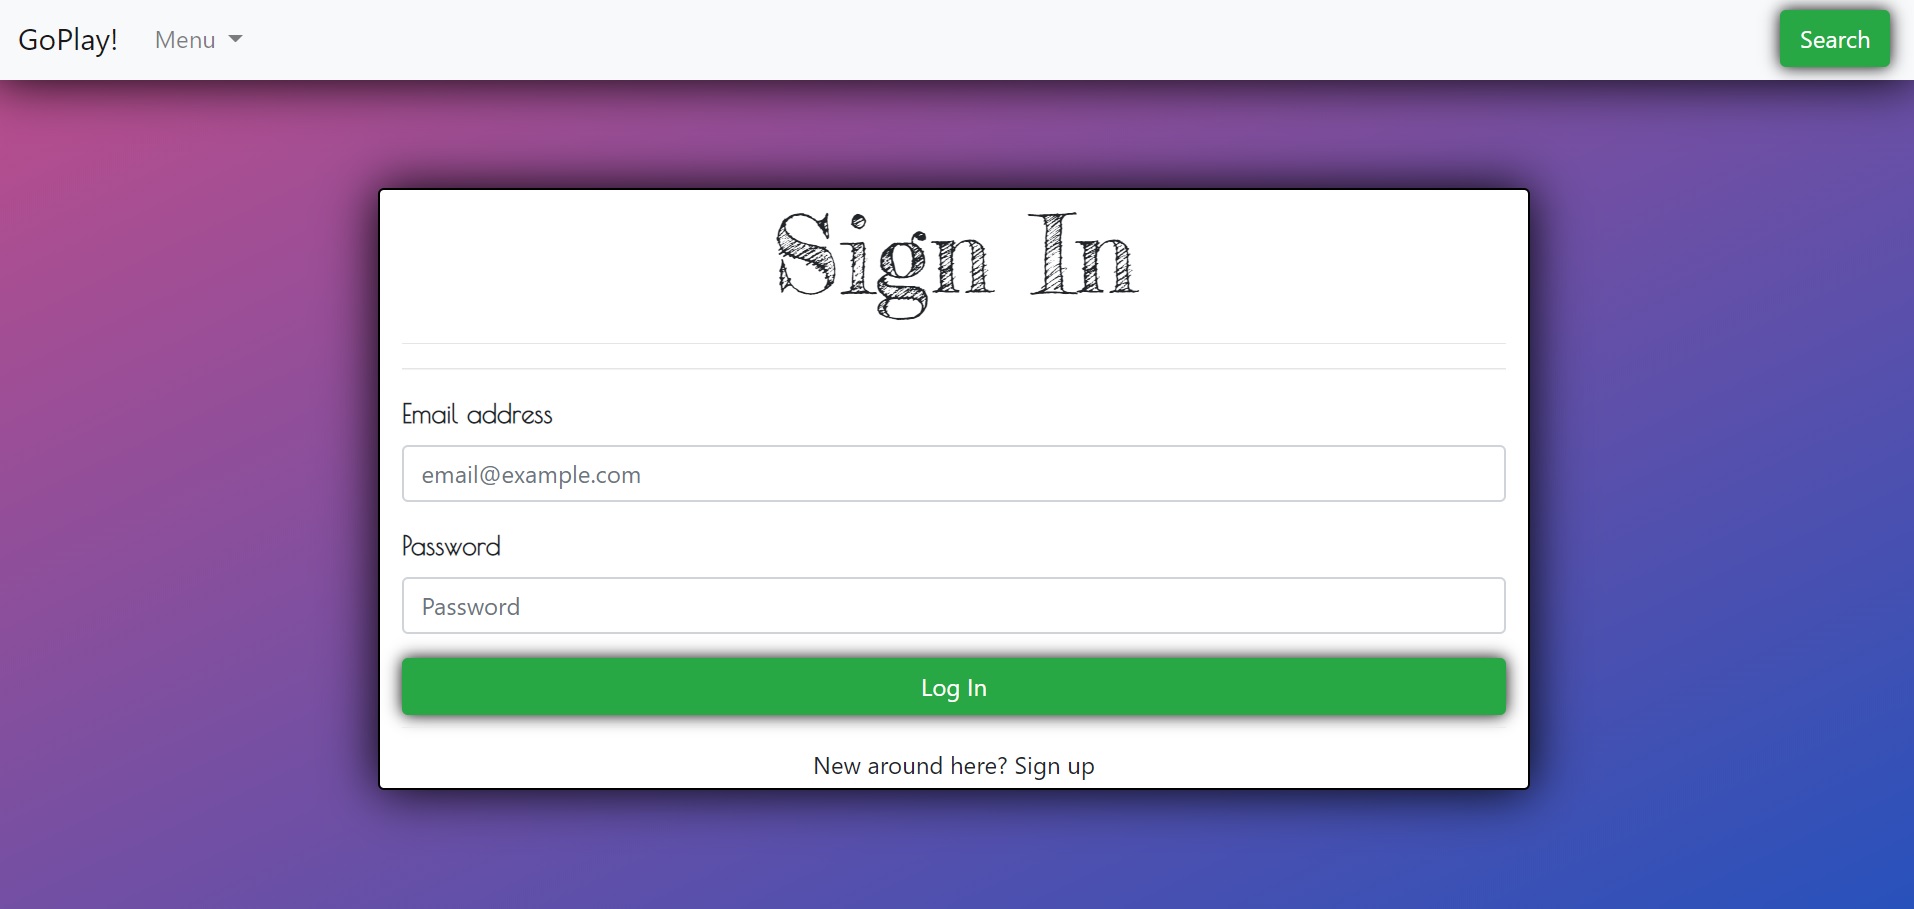 GoPlay! Menu Search
Sign In
Email address
email@example.com
Password
Password
Log In
New around here? Sign up